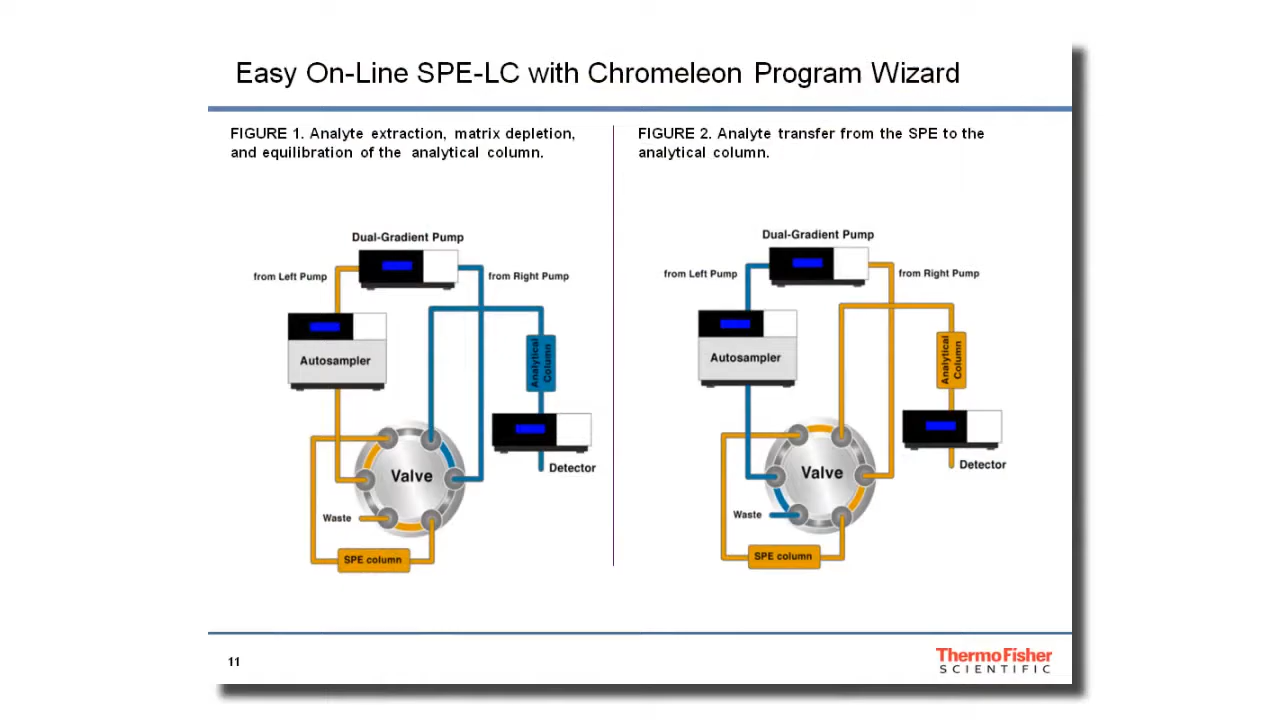 Easy On-Line SPE-LC with Chromeleon Program Wizard
FIGURE 1. Analyte extraction, matrix depletion,
and equilibration of the analytical column.
Dual-Gradient Pump
from Left Pump
from Right Pump
Autosampler
Analytical
Column
Valve
Detector
Waste
SPE column
FIGURE 2. Analyte transfer from the SPE to the
analytical column.
Dual-Gradient Pump
from Left Pump
from Right Pump
Autosampler
Analytical
Column
Valve
Detector
Waste
SPE column
11
ThermoFisher
SCIENTIFIC